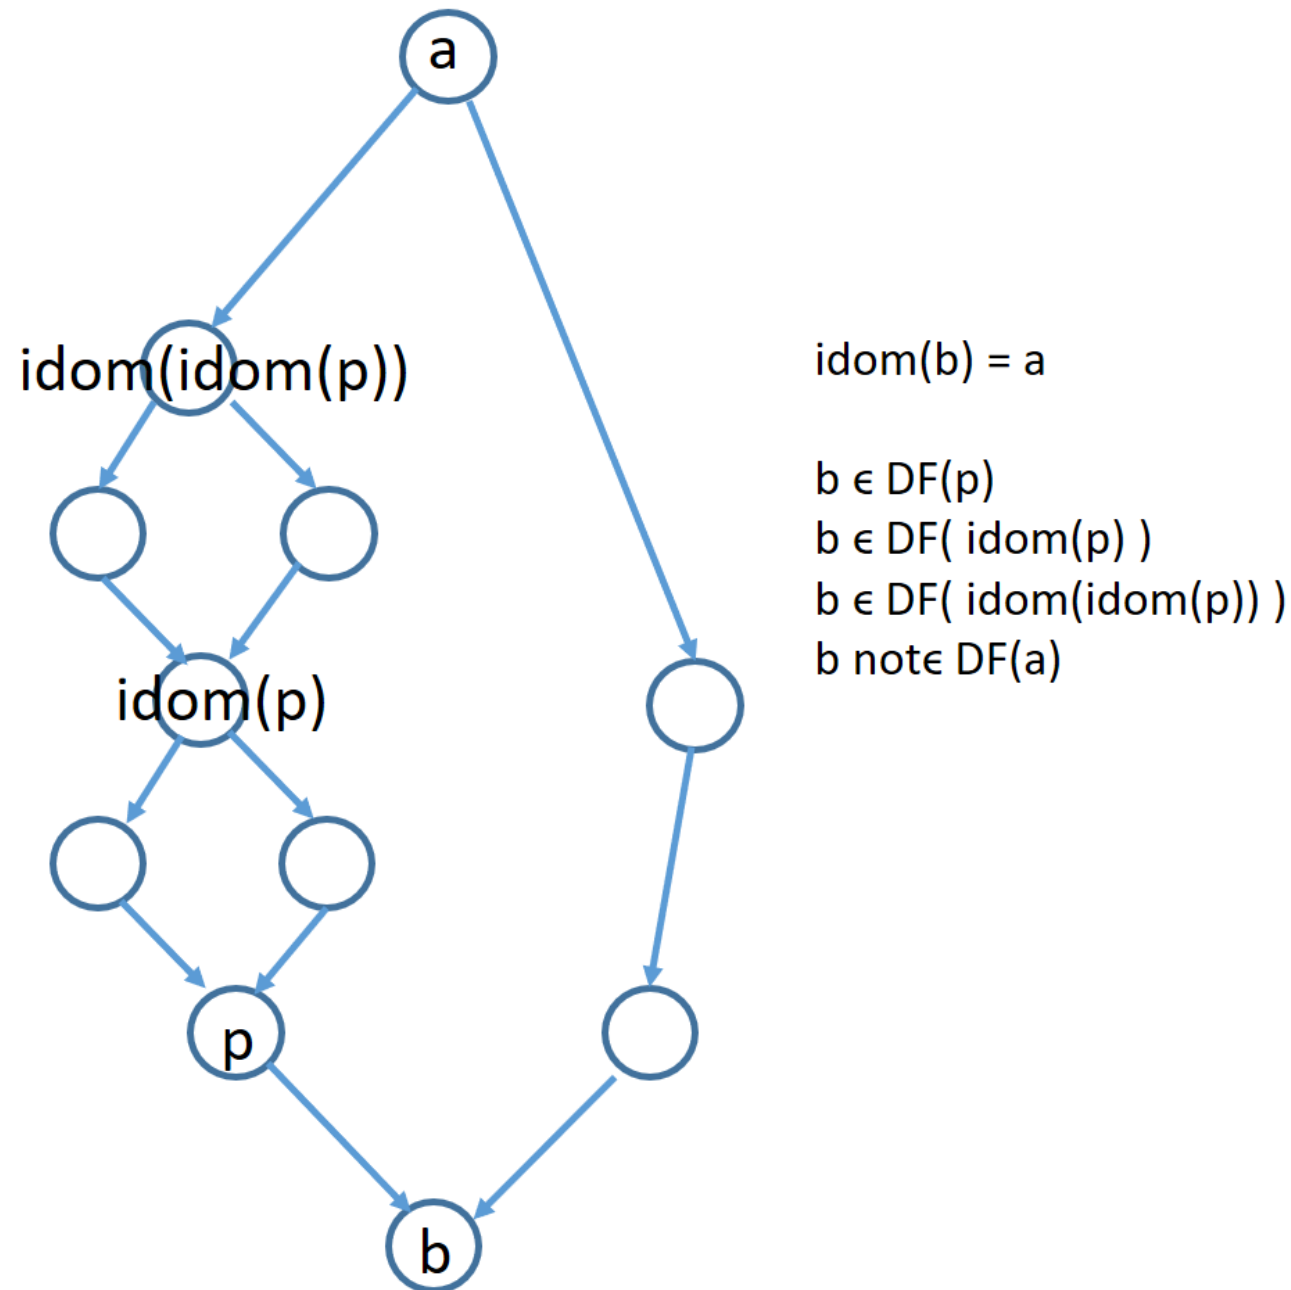 a
idom(idom(p))
idom(p)
p
b
idom(b) = a
b ϵ DF(p)
b ϵ DF( idom(p) )
b ϵ DF( idom(idom(p)) )
b notϵ DF(a)